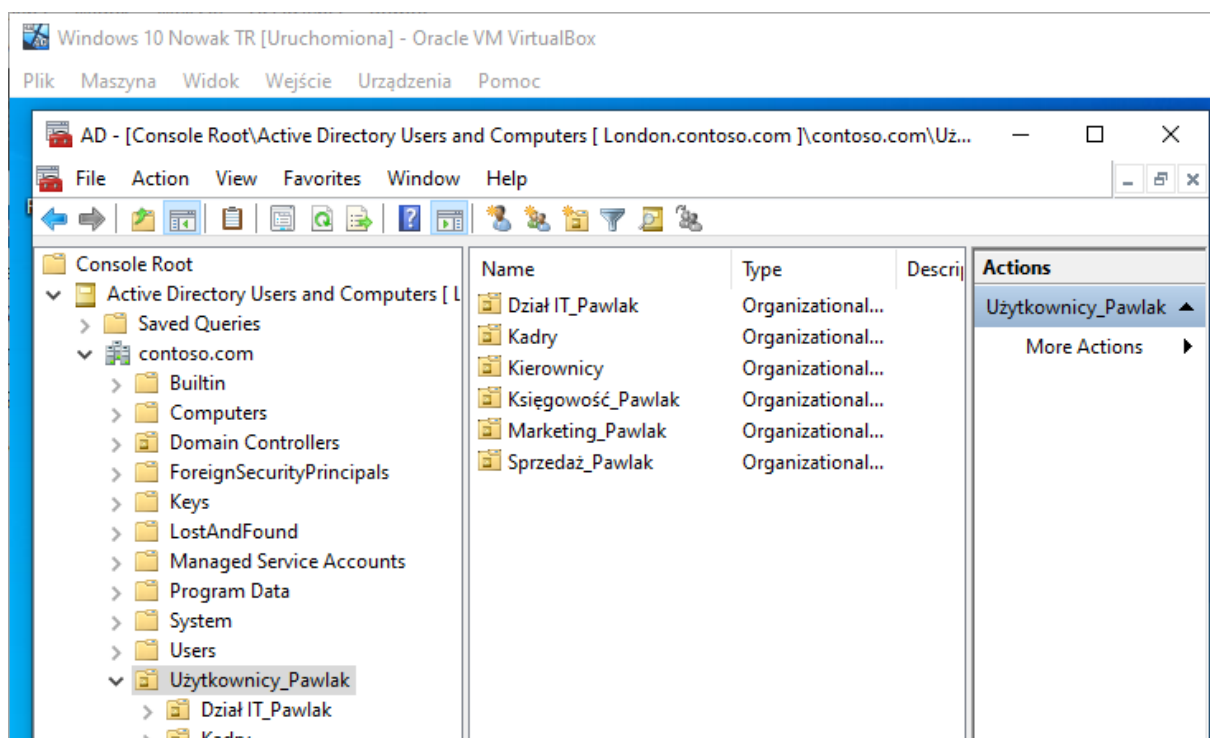 Windows 10 Nowak TR [Uruchomiona] - Oracle VM VirtualBox
Plik Maszyna Widok Wejście Urządzenia Pomoc
AD - [Console Root\Active Directory Users and Computers [ London.contoso.com ]\contoso.com\Uż...
File Action View Favorites Window Help
Console Root
Active Directory Users and Computers [ L
Saved Queries
contoso.com
Builtin
Computers
Domain Controllers
ForeignSecurityPrincipals
Keys
LostAndFound
Managed Service Accounts
Program Data
System
Users
Użytkownicy_Pawlak
Dział IT_Pawlak
Kadry
Name Type Descrip
Dział IT_Pawlak Organizational...
Kadry Organizational...
Kierownicy Organizational...
Księgowość_Pawlak Organizational...
Marketing_Pawlak Organizational...
Sprzedaż_Pawlak Organizational...
Actions
Użytkownicy_Pawlak
More Actions